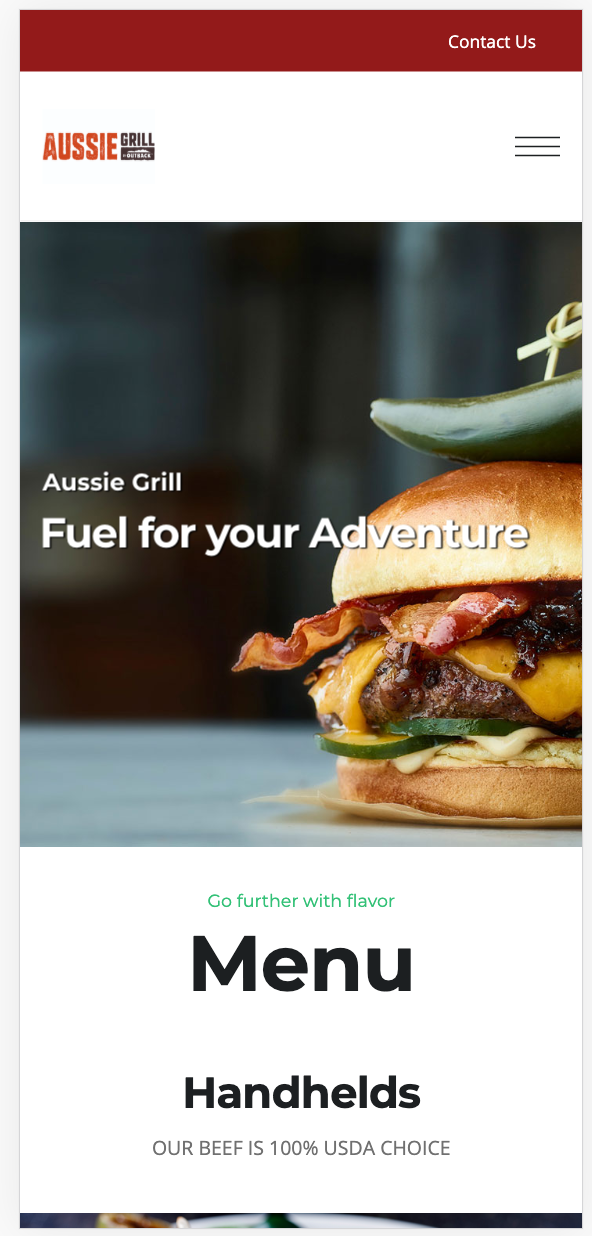 Contact Us
AUSSIE GRILL
BY OUTBACK
Aussie Grill
Fuel for your Adventure
Go further with flavor
Menu
Handhelds
OUR BEEF IS 100% USDA CHOICE